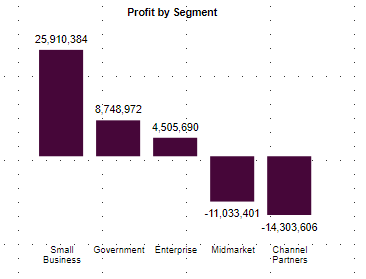 Profit by Segment
25,910,384
8,748,972
4,505,690
-11,033,401
-14,303,606
Small
Business
Government
Enterprise
Midmarket
Channel
Partners